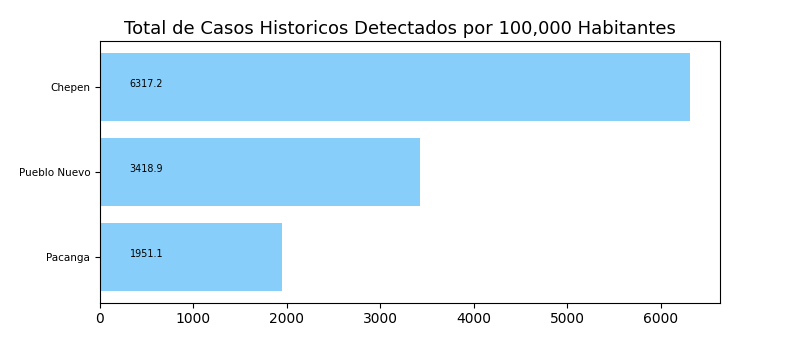 Total de Casos Historicos Detectados por 100,000 Habitantes
Chepen
6317.2
Pueblo Nuevo
3418.9
Pacanga
1951.1
0 1000 2000 3000 4000 5000 6000